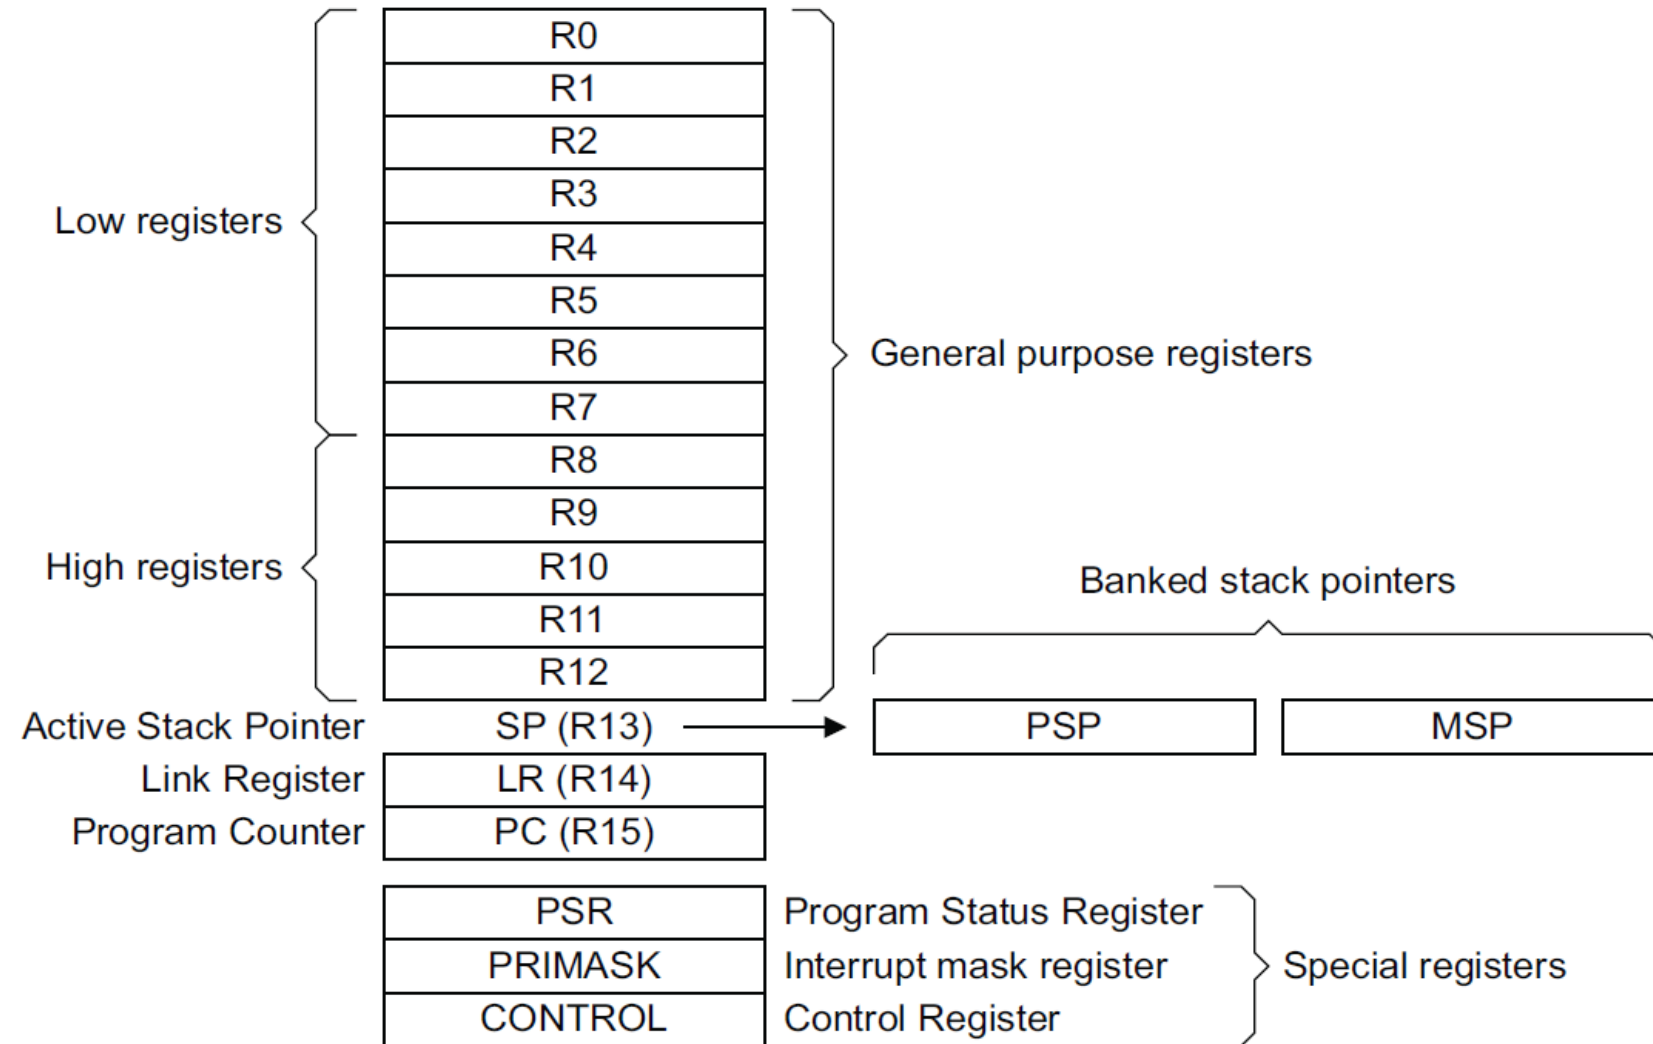 R0
R1
R2
R3
Low registers
R4
R5
R6
General purpose registers
R7
R8
R9
High registers
R10
Banked stack pointers
R11
R12
Active Stack Pointer SP (R13) PSP MSP
Link Register LR (R14)
Program Counter PC (R15)
PSR Program Status Register
PRIMASK Interrupt mask register Special registers
CONTROL Control Register